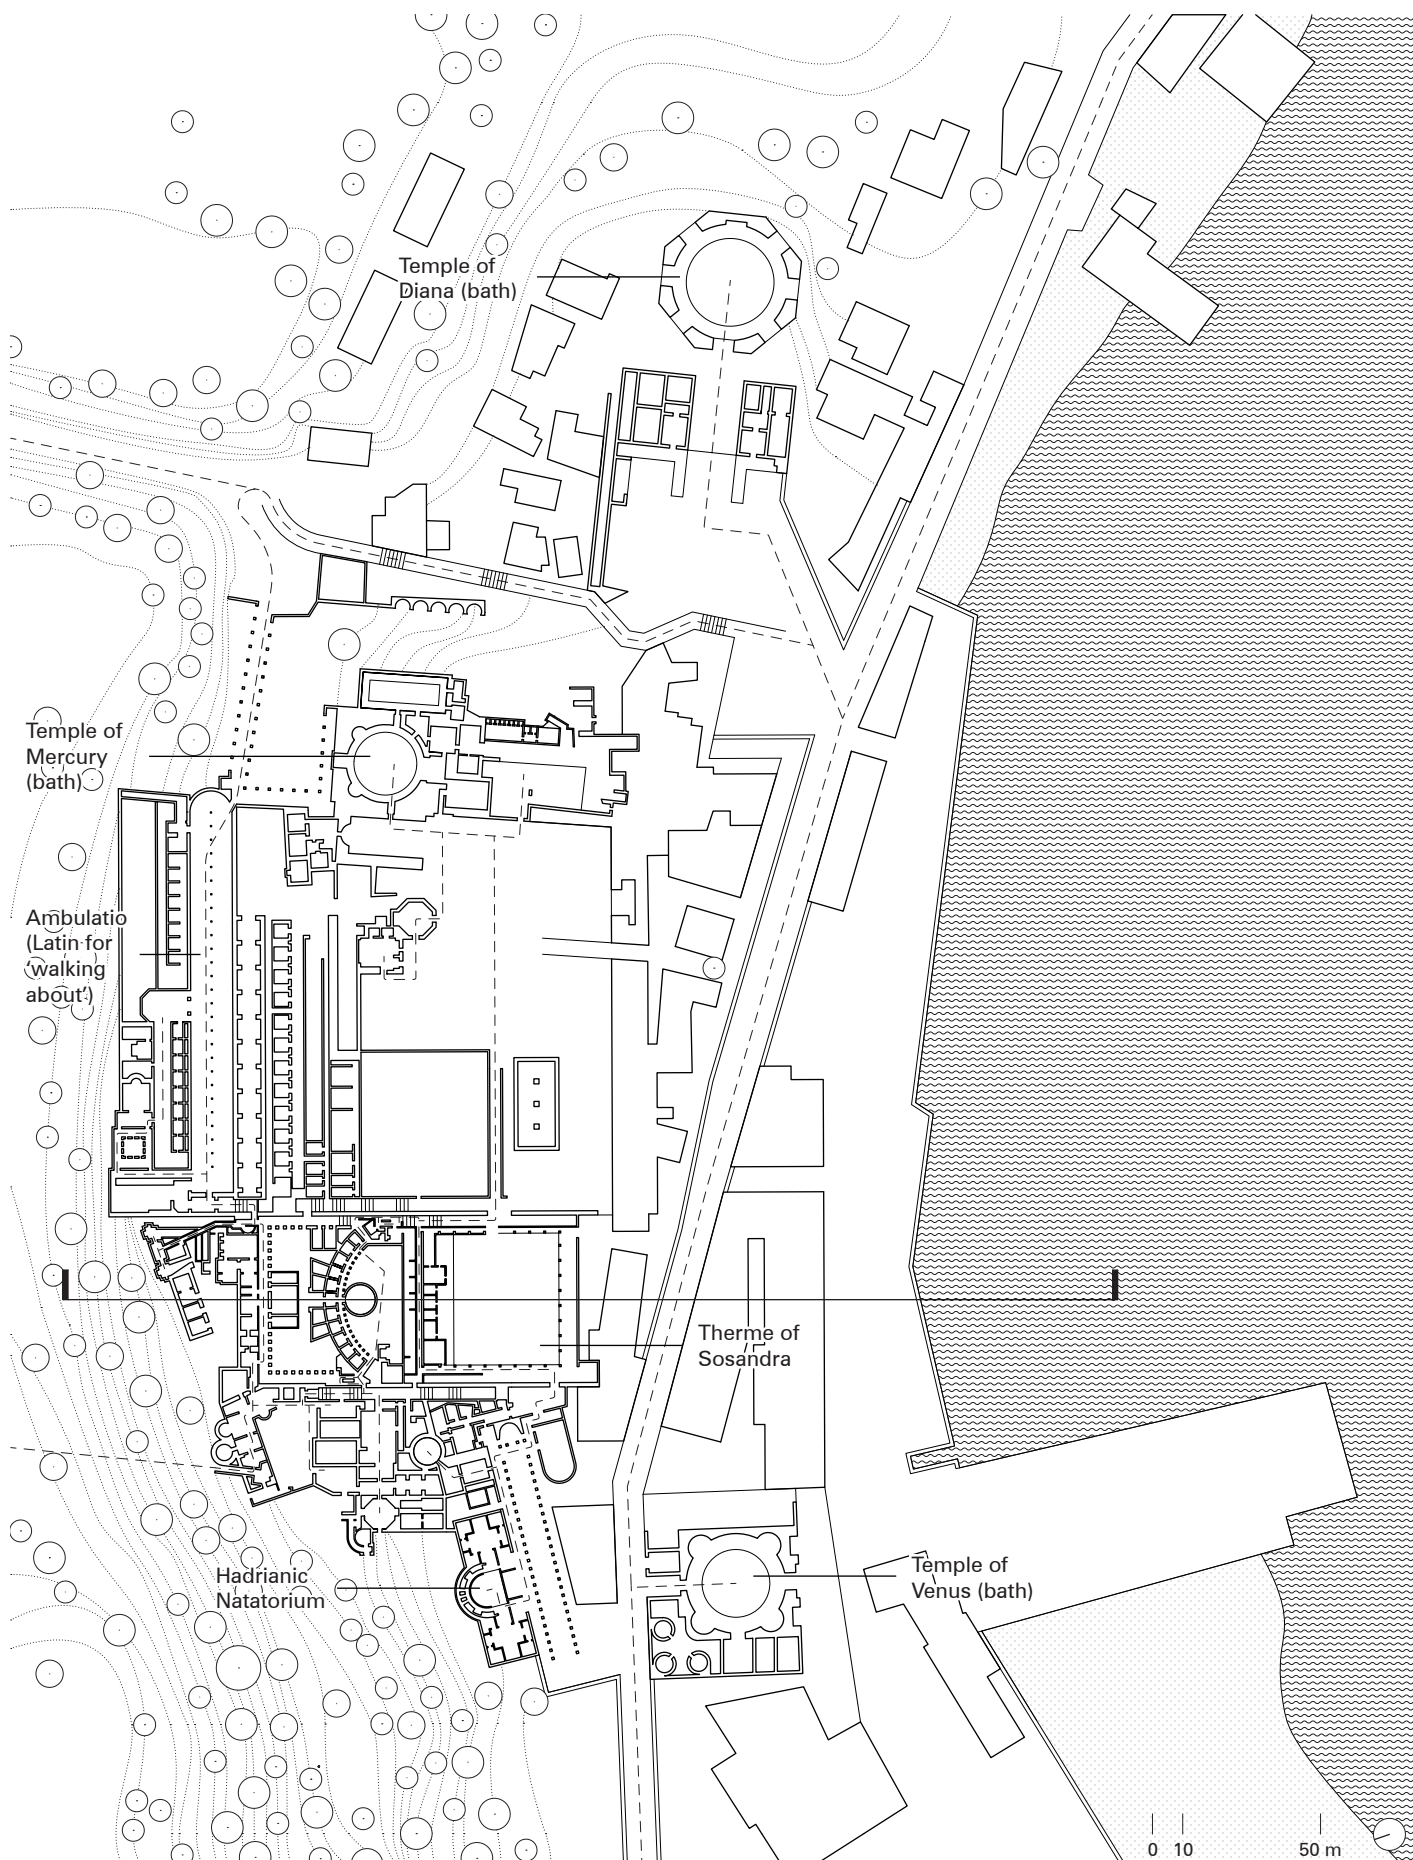 Temple of
Diana (bath)
Temple of
Mercury
(bath)
Ambulatio
(Latin for
‘walking
about’)
Therme of
Sosandra
Hadrianic
Natatorium
Temple of
Venus (bath)
0 10 50 m